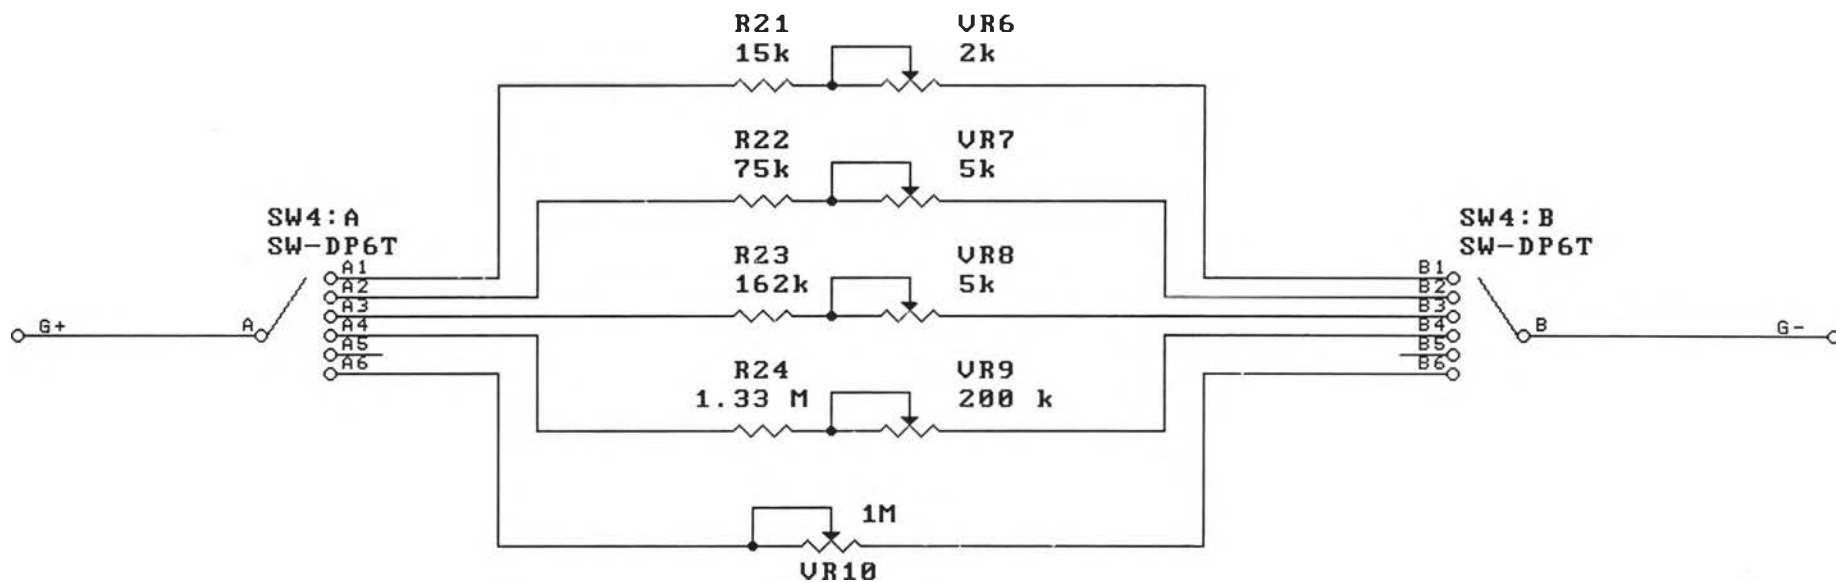 R21 VR6
15k 2k
R22 VR7
75k 5k
SW4:A
SW-DP6T
SW4:B
SW-DP6T
R23 VR8
162k 5k
A1
A2
A3
A4
A5
A6
B1
B2
B3
B4
B5
B6
G+ A
B G-
R24 VR9
1.33 M 200 k
1M
VR10